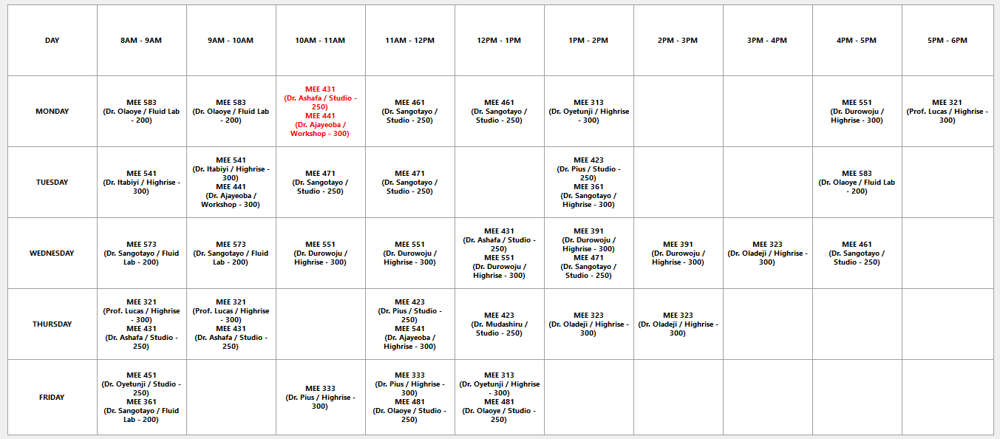 DAY
8AM - 9AM
9AM - 10AM
10AM - 11AM
11AM - 12PM
12PM - 1PM
1PM - 2PM
2PM - 3PM
3PM - 4PM
4PM - 5PM
5PM - 6PM
MONDAY
MEE 583
(Dr. Olaoye / Fluid Lab
- 200)
MEE 583
(Dr. Olaoye / Fluid Lab
- 200)
MEE 431
(Dr. Ashafa / Studio -
250)
MEE 441
(Dr. Ajayeoba /
Workshop - 300)
MEE 461
(Dr. Sangotayo /
Studio - 250)
MEE 461
(Dr. Sangotayo /
Studio - 250)
MEE 313
(Dr. Oyetunji / Highrise
- 300)
MEE 551
(Dr. Durowoju /
Highrise - 300)
MEE 321
(Prof. Lucas / Highrise -
300)
TUESDAY
MEE 541
(Dr. Itabiyi / Highrise -
300)
MEE 541
(Dr. Itabiyi / Highrise -
300)
MEE 441
(Dr. Ajayeoba /
Workshop - 300)
MEE 471
(Dr. Sangotayo /
Studio - 250)
MEE 471
(Dr. Sangotayo /
Studio - 250)
MEE 423
(Dr. Pius / Studio -
250)
MEE 361
(Dr. Sangotayo /
Highrise - 300)
MEE 583
(Dr. Olaoye / Fluid Lab
- 200)
WEDNESDAY
MEE 573
(Dr. Sangotayo / Fluid
Lab - 200)
MEE 573
(Dr. Sangotayo / Fluid
Lab - 200)
MEE 551
(Dr. Durowoju /
Highrise - 300)
MEE 551
(Dr. Durowoju /
Highrise - 300)
MEE 431
(Dr. Ashafa / Studio -
250)
MEE 551
(Dr. Durowoju /
Highrise - 300)
MEE 391
(Dr. Durowoju /
Highrise - 300)
MEE 471
(Dr. Sangotayo /
Studio - 250)
MEE 391
(Dr. Durowoju /
Highrise - 300)
MEE 323
(Dr. Oladeji / Highrise -
300)
MEE 461
(Dr. Sangotayo /
Studio - 250)
THURSDAY
MEE 321
(Prof. Lucas / Highrise
- 300)
MEE 431
(Dr. Ashafa / Studio -
250)
MEE 321
(Prof. Lucas / Highrise
- 300)
MEE 431
(Dr. Ashafa / Studio -
250)
MEE 423
(Dr. Pius / Studio -
250)
MEE 541
(Dr. Ajayeoba /
Highrise - 300)
MEE 423
(Dr. Mudashiru /
Studio - 250)
MEE 323
(Dr. Oladeji / Highrise -
300)
MEE 323
(Dr. Oladeji / Highrise -
300)
FRIDAY
MEE 451
(Dr. Oyetunji / Studio -
250)
MEE 361
(Dr. Sangotayo / Fluid
Lab - 200)
MEE 333
(Dr. Pius / Highrise -
300)
MEE 333
(Dr. Pius / Highrise -
300)
MEE 481
(Dr. Olaoye / Studio -
250)
MEE 313
(Dr. Oyetunji / Highrise
- 300)
MEE 481
(Dr. Olaoye / Studio -
250)